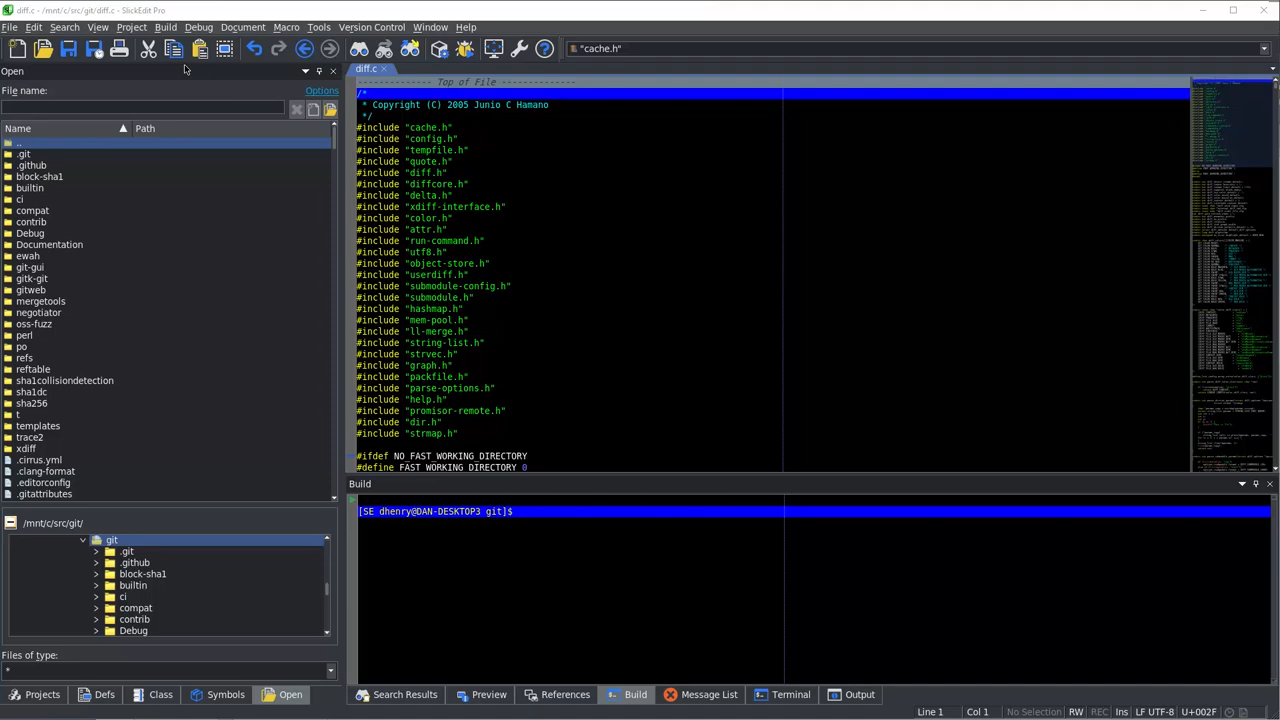 diff.c - /mnt/c/src/git/diff.c - SlickEdit Pro
File Edit Search View Project Build Debug Document Macro Tools Version Control Window Help
"cache.h"
Open
File name:
Options
Name Path
..
.git
.github
block-sha1
builtin
ci
compat
contrib
Debug
Documentation
ewah
git-gui
gitk-git
gitweb
mergetools
negotiator
oss-fuzz
perl
po
refs
reftable
sha1collisiondetection
sha1dc
sha256
t
templates
trace2
xdiff
.cirrus.yml
.clang-format
.editorconfig
.gitattributes
/mnt/c/src/git/
git
.git
.github
block-sha1
builtin
ci
compat
contrib
Debug
Files of type:
*
Projects Defs Class Symbols Open
diff.c
-------------- Top of File --------------
/*
* Copyright (C) 2005 Junio C Hamano
*/
#include "cache.h"
#include "config.h"
#include "tempfile.h"
#include "quote.h"
#include "diff.h"
#include "diffcore.h"
#include "delta.h"
#include "xdiff-interface.h"
#include "color.h"
#include "attr.h"
#include "run-command.h"
#include "utf8.h"
#include "object-store.h"
#include "userdiff.h"
#include "submodule-config.h"
#include "submodule.h"
#include "hashmap.h"
#include "mem-pool.h"
#include "ll-merge.h"
#include "string-list.h"
#include "strvec.h"
#include "graph.h"
#include "packfile.h"
#include "parse-options.h"
#include "help.h"
#include "promisor-remote.h"
#include "dir.h"
#include "strmap.h"
#ifdef NO_FAST_WORKING_DIRECTORY
#define FAST_WORKING_DIRECTORY 0
Build
[SE dhenry@DAN-DESKTOP3 git]$
Search Results Preview References Build Message List Terminal Output
Line 1 Col 1 No Selection RW REC Ins LF UTF-8 U+002F